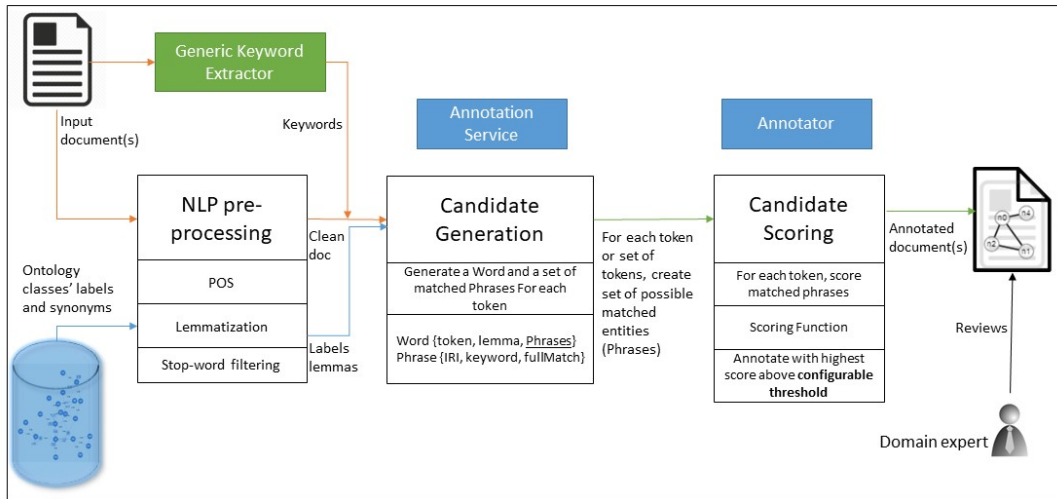 Generic Keyword
Extractor
Input
document(s)
Keywords
Annotation
Service
Annotator
NLP pre-
processing
POS
Lemmatization
Stop-word filtering
Ontology
classes' labels
and synonyms
Clean
doc
Labels
lemmas
Candidate
Generation
Generate a Word and a set of
matched Phrases For each
token
Word {token, lemma, Phrases}
Phrase {IRI, keyword, fullMatch}
For each token
or set of
tokens, create
set of possible
matched
entities
(Phrases)
Candidate
Scoring
For each token, score
matched phrases
Scoring Function
Annotate with highest
score above configurable
threshold
Annotated
document(s)
n0
n4
n2
n1
Reviews
Domain expert